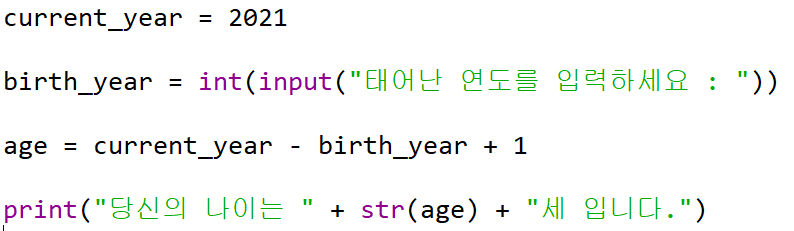 current_year = 2021
birth_year = int(input("태어난 연도를 입력하세요 : "))
age = current_year - birth_year + 1
print("당신의 나이는 " + str(age) + "세 입니다.")